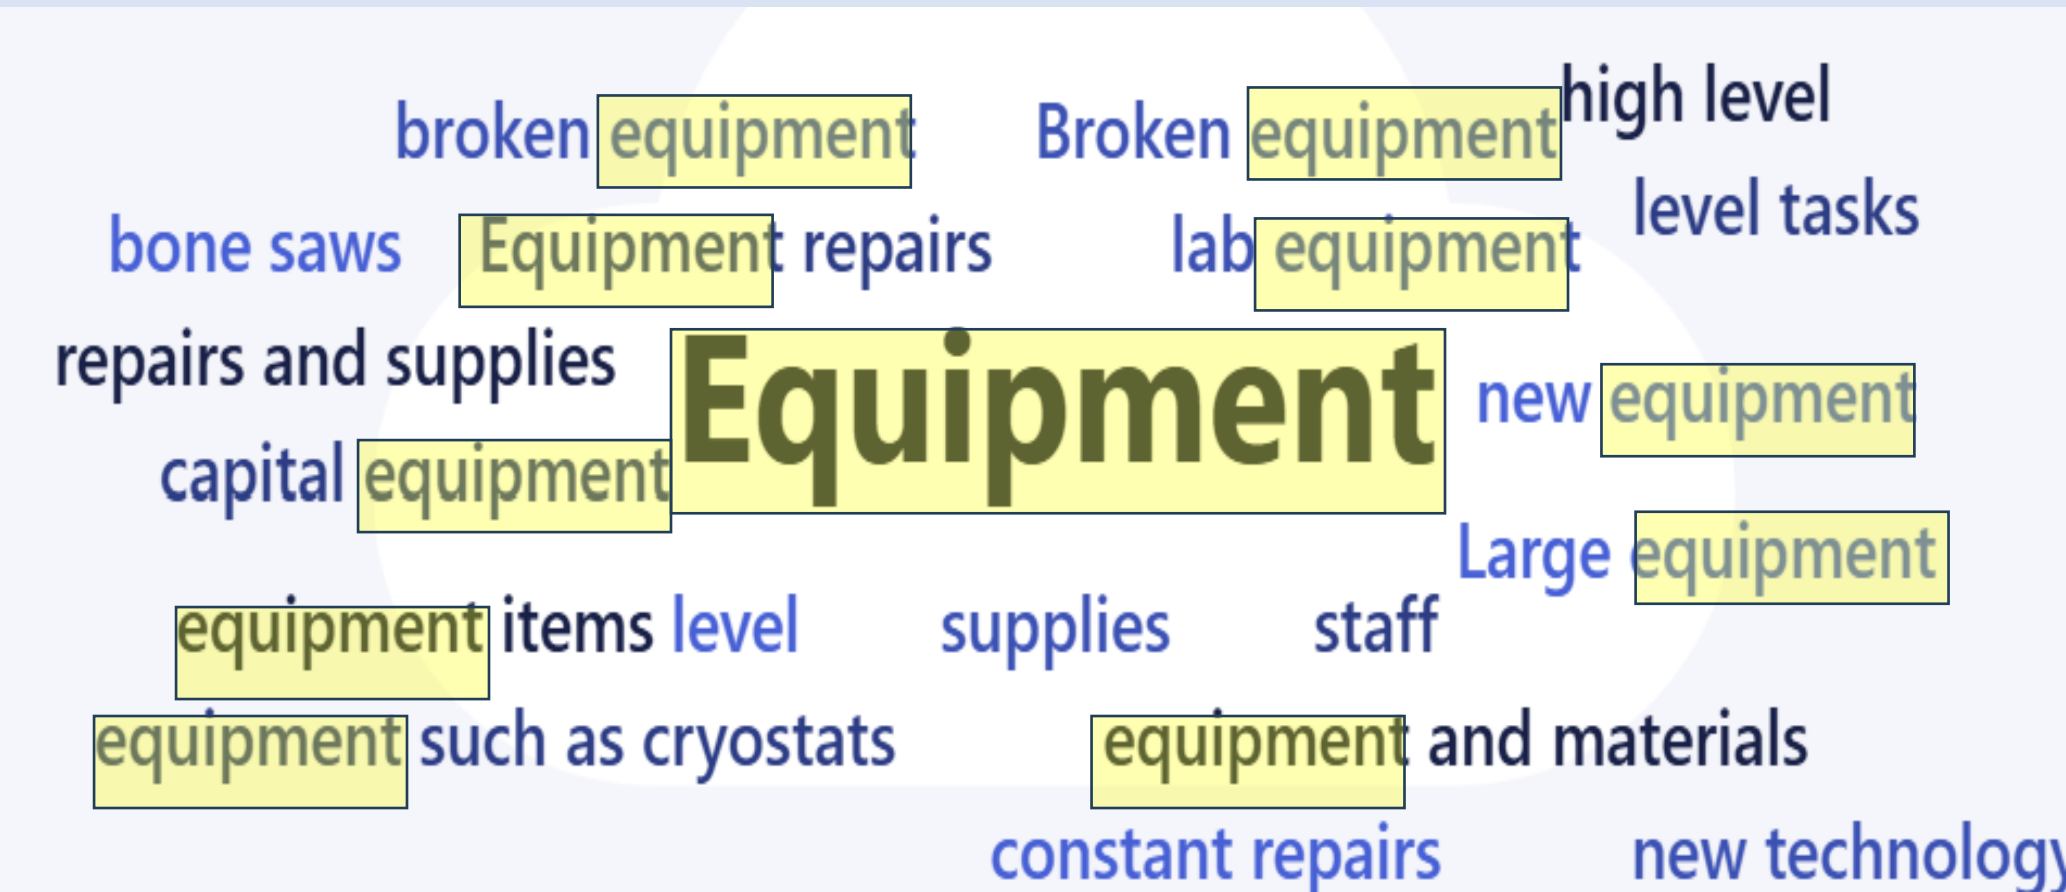 high level
broken equipment
Broken equipment
level tasks
bone saws
Equipment repairs
lab equipment
repairs and supplies
Equipment
new equipment
capital equipment
Large equipment
equipment items
level
supplies
staff
equipment such as cryostats
equipment and materials
constant repairs
new technology